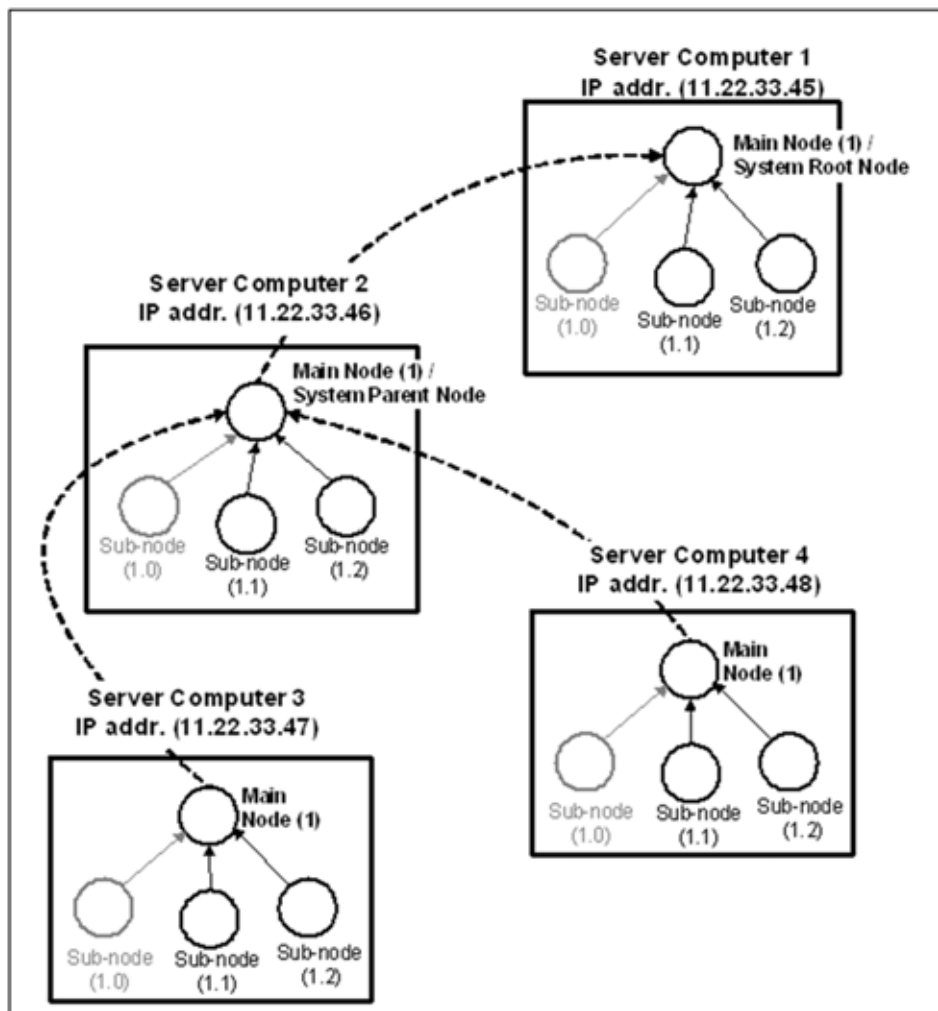 Server Computer 1
IP addr. (11.22.33.45)
Main Node (1) /
System Root Node
Sub-node
(1.0)
Sub-node
(1.1)
Sub-node
(1.2)
Server Computer 2
IP addr. (11.22.33.46)
Main Node (1) /
System Parent Node
Sub-node
(1.0)
Sub-node
(1.1)
Sub-node
(1.2)
Server Computer 4
IP addr. (11.22.33.48)
Main
Node (1)
Sub-node
(1.0)
Sub-node
(1.1)
Sub-node
(1.2)
Server Computer 3
IP addr. (11.22.33.47)
Main
Node (1)
Sub-node
(1.0)
Sub-node
(1.1)
Sub-node
(1.2)